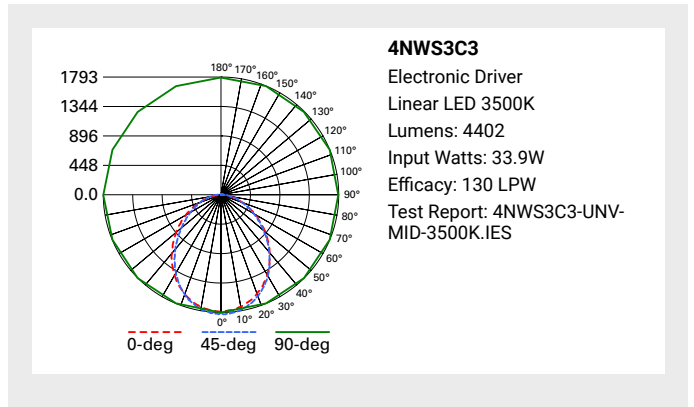 4NWS3C3
Electronic Driver
Linear LED 3500K
Lumens: 4402
Input Watts: 33.9W
Efficacy: 130 LPW
Test Report: 4NWS3C3-UNV-
MID-3500K.IES
1793
1344
896
448
0.0
180°
170°
160°
150°
140°
130°
120°
110°
100°
90°
80°
70°
60°
50°
40°
30°
20°
10°
0°
0-deg
45-deg
90-deg